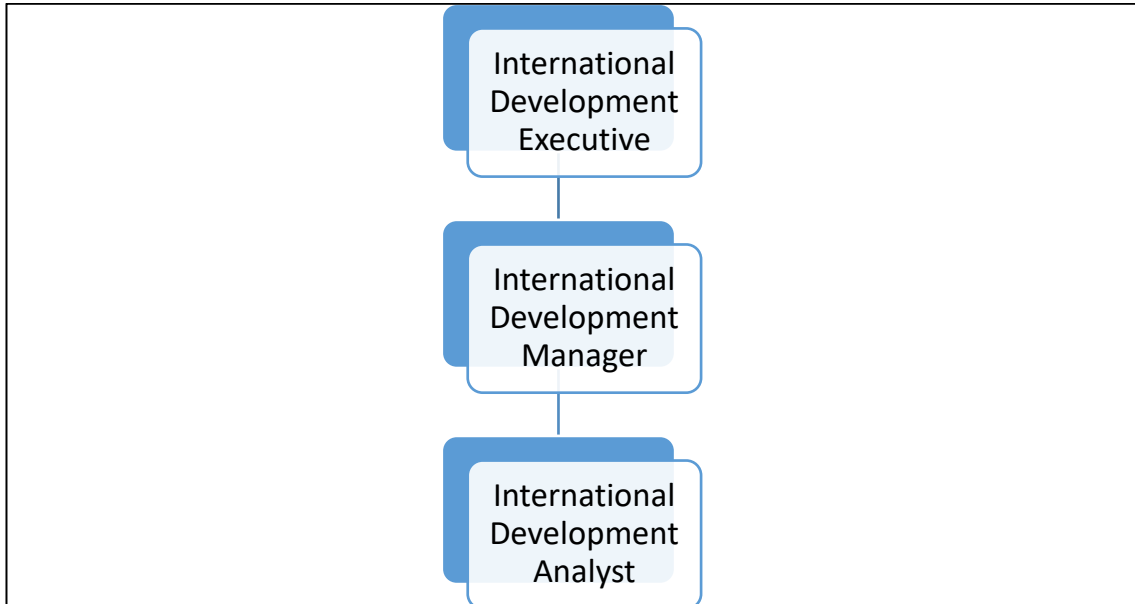 International
Development
Executive
International
Development
Manager
International
Development
Analyst